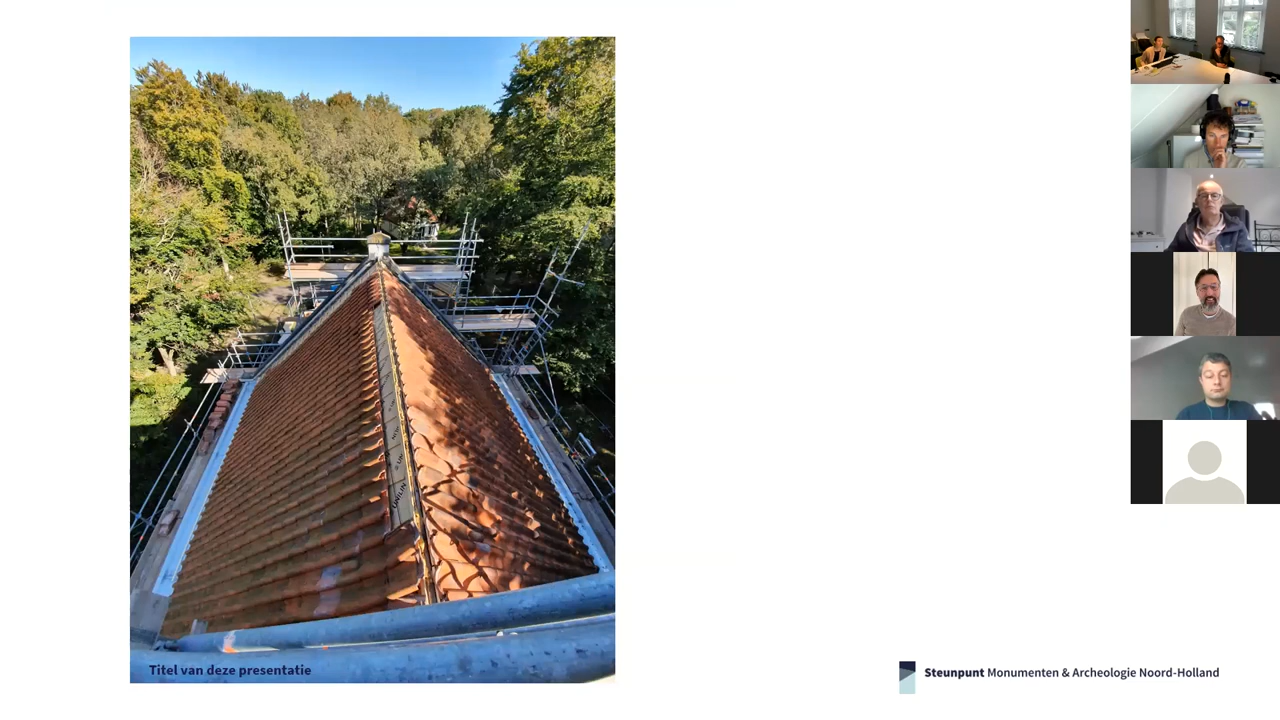 Titel van deze presentatie
Steunpunt Monumenten & Archeologie Noord-Holland